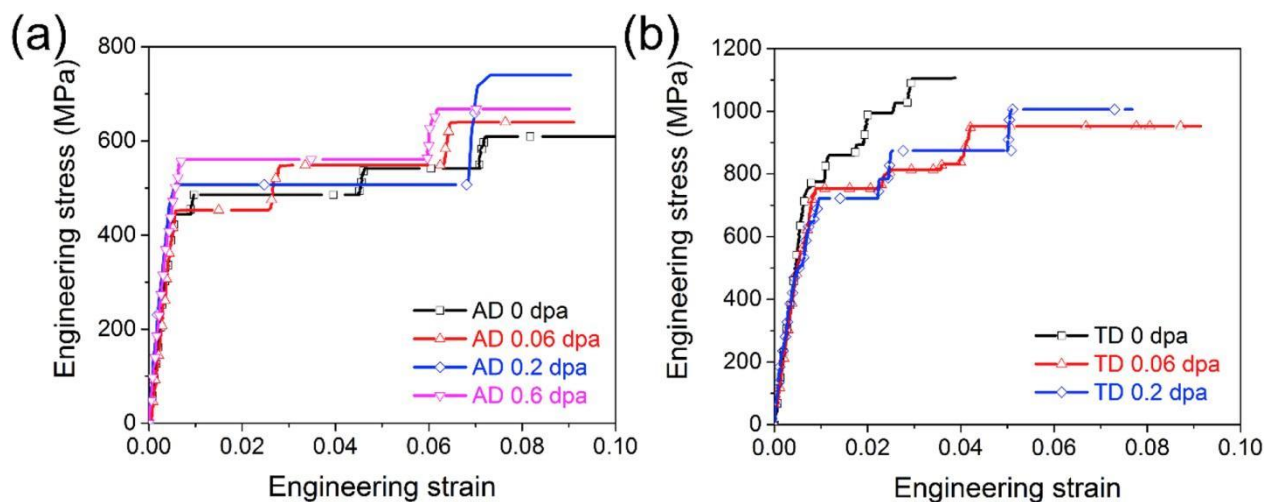 (a)
Engineering stress (MPa)
800
600
400
200
0
0.00 0.02 0.04 0.06 0.08 0.10
Engineering strain
AD 0 dpa
AD 0.06 dpa
AD 0.2 dpa
AD 0.6 dpa
(b)
Engineering stress (MPa)
1200
1000
800
600
400
200
0
0.00 0.02 0.04 0.06 0.08 0.10
Engineering strain
TD 0 dpa
TD 0.06 dpa
TD 0.2 dpa